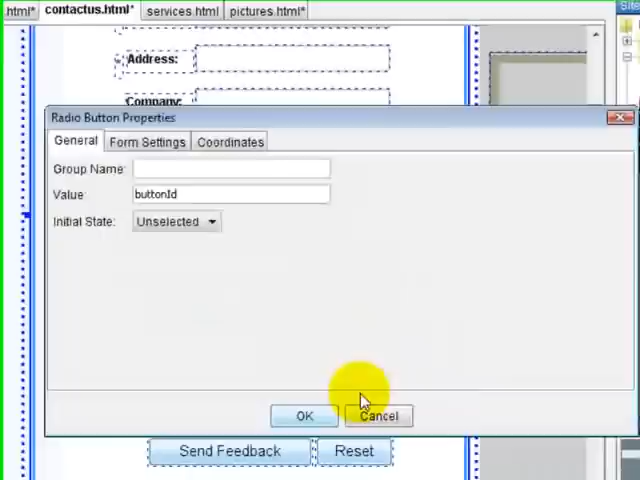 .html* contactus.html* services.html pictures.html* Site
Address:
Company:
Radio Button Properties
General Form Settings Coordinates
Group Name:
Value: buttonId
Initial State: Unselected
OK Cancel
Send Feedback Reset